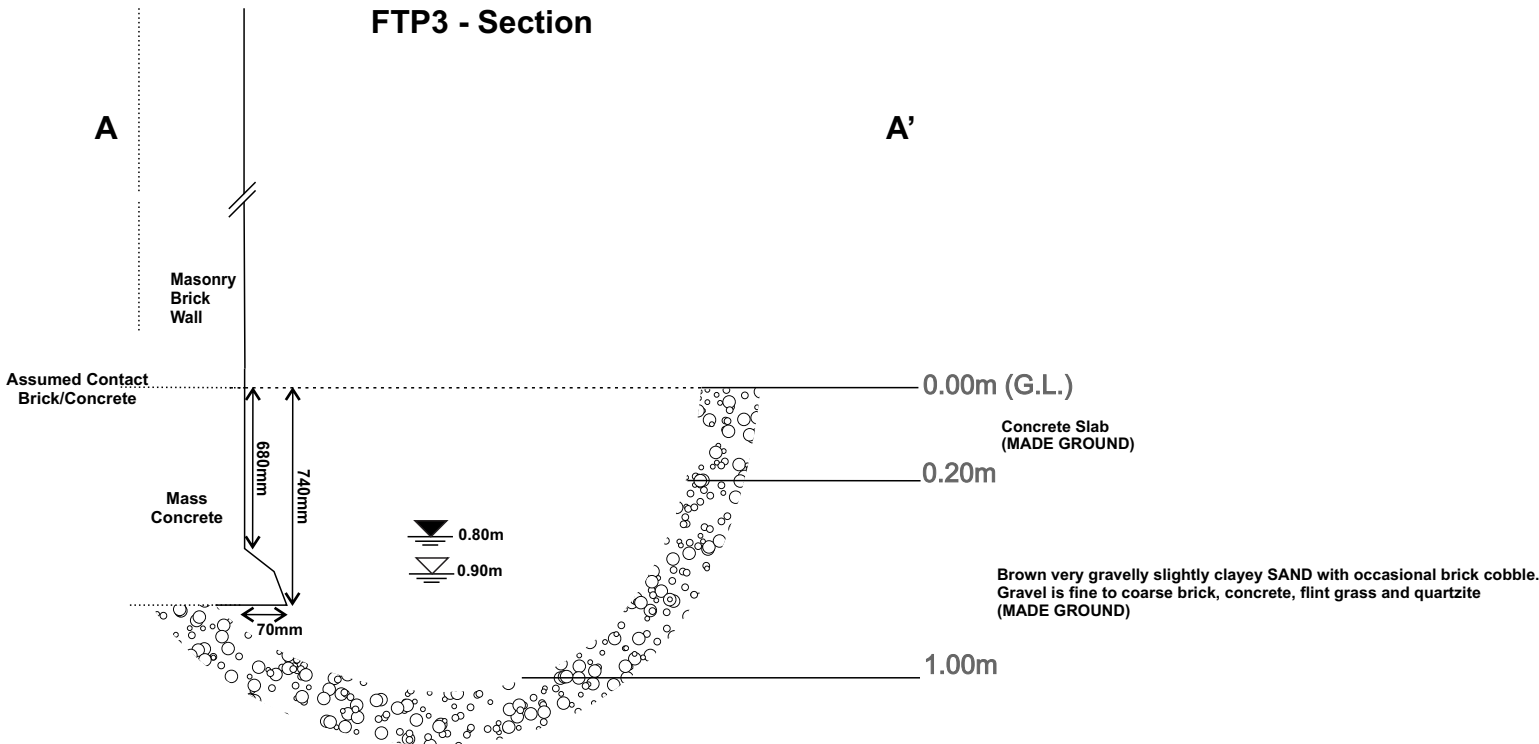 FTP3 - Section
A
A’
Masonry
Brick
Wall
Assumed Contact
Brick/Concrete
0.00m (G.L.)
Concrete Slab
(MADE GROUND)
680mm
740mm
0.20m
Mass
Concrete
0.80m
0.90m
Brown very gravelly slightly clayey SAND with occasional brick cobble.
Gravel is fine to coarse brick, concrete, flint grass and quartzite
(MADE GROUND)
70mm
1.00m